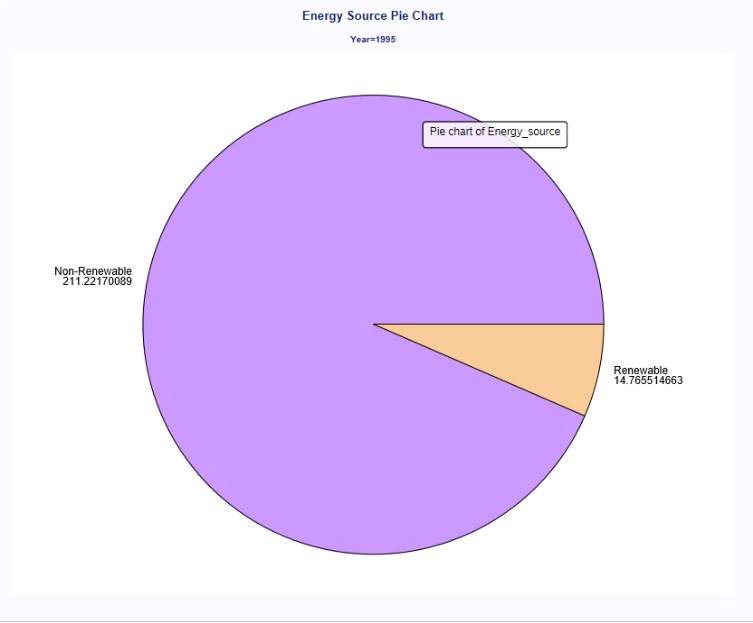 Energy Source Pie Chart
Year=1995
Pie chart of Energy_source
Non-Renewable
211.22170089
Renewable
14.765514663